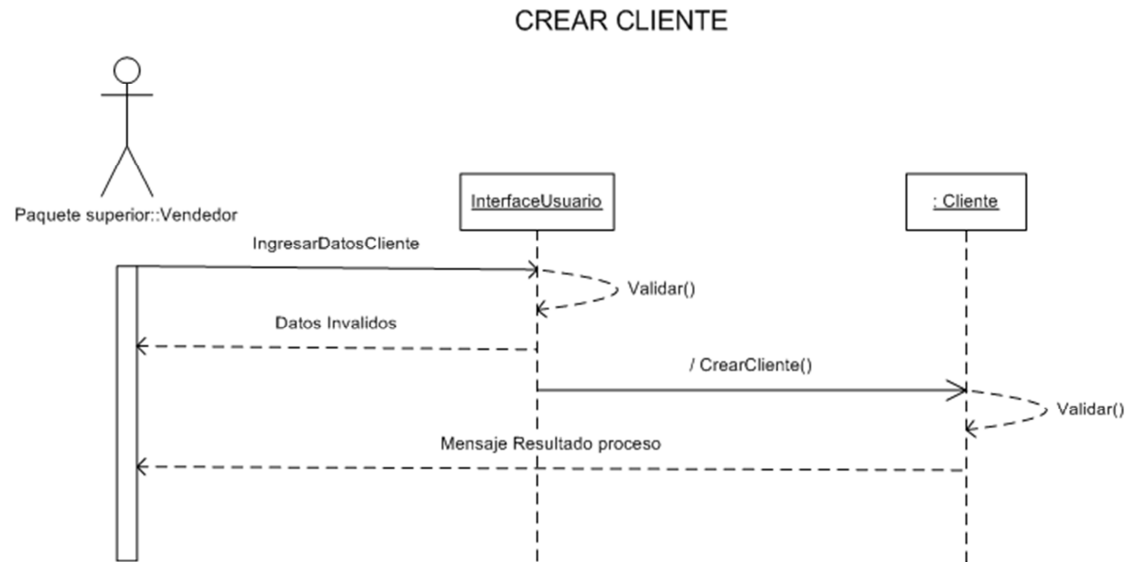 CREAR CLIENTE
Paquete superior::Vendedor
InterfaceUsuario
: Cliente
IngresarDatosCliente
Validar()
Datos Invalidos
/ CrearCliente()
Validar()
Mensaje Resultado proceso